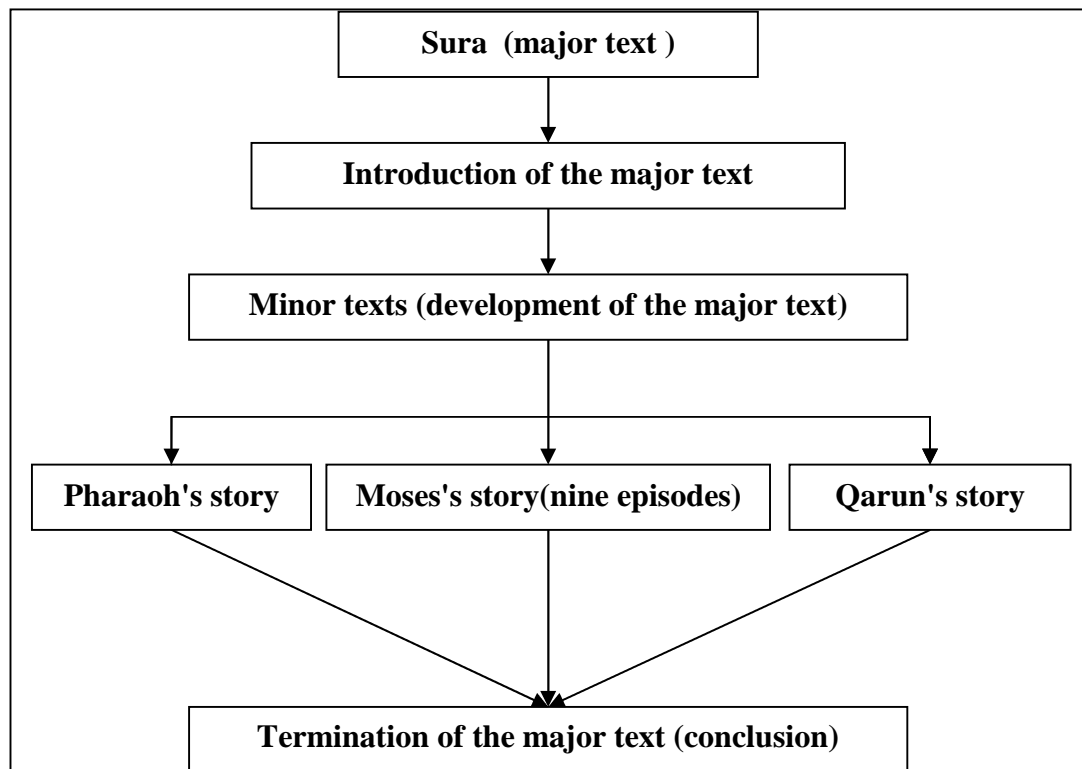 Sura (major text )
Introduction of the major text
Minor texts (development of the major text)
Pharaoh's story
Moses's story(nine episodes)
Qarun's story
Termination of the major text (conclusion)